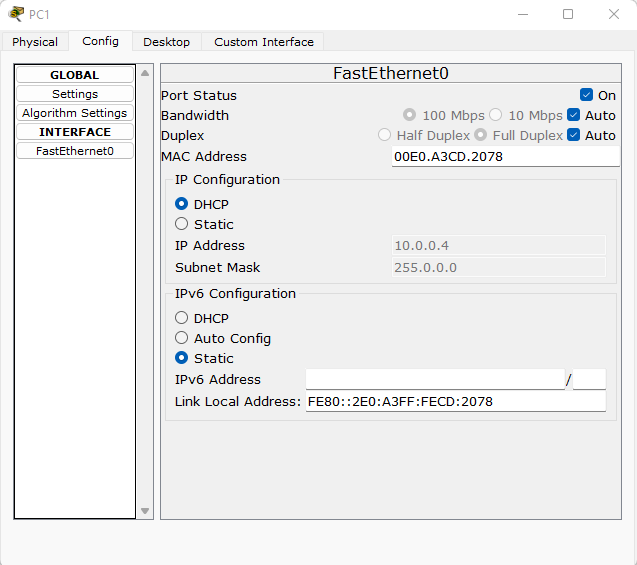 PC1
Physical Config Desktop Custom Interface
GLOBAL
Settings
Algorithm Settings
INTERFACE
FastEthernet0
FastEthernet0
Port Status On
Bandwidth 100 Mbps 10 Mbps Auto
Duplex Half Duplex Full Duplex Auto
MAC Address 00E0.A3CD.2078
IP Configuration
DHCP
Static
IP Address 10.0.0.4
Subnet Mask 255.0.0.0
IPv6 Configuration
DHCP
Auto Config
Static
IPv6 Address /
Link Local Address: FE80::2E0:A3FF:FECD:2078